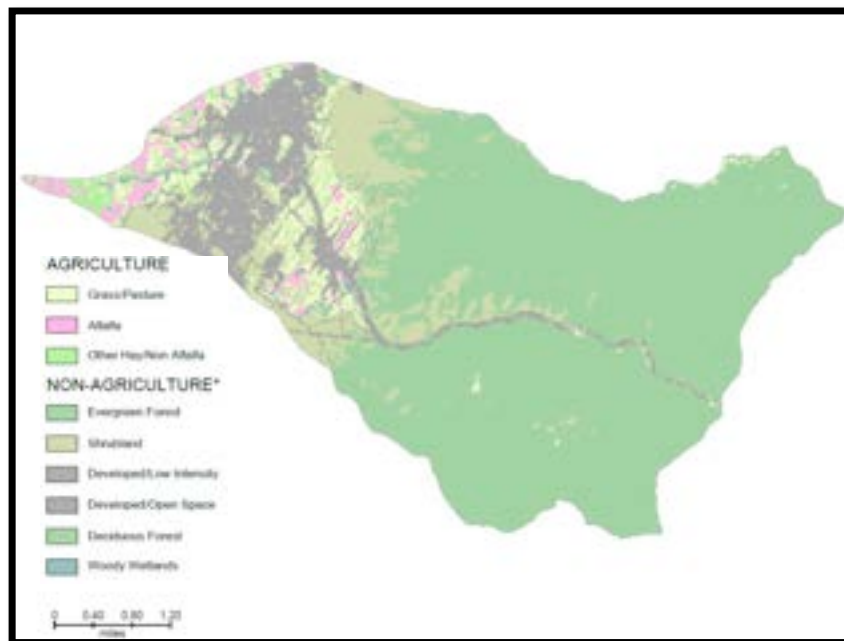 AGRICULTURE
Grass/Pasture
Alfalfa
Other Hay/Non Alfalfa
NON-AGRICULTURE*
Evergreen Forest
Shrubland
Developed/Low Intensity
Developed/Open Space
Deciduous Forest
Woody Wetlands
0 0.40 0.80 1.20
miles